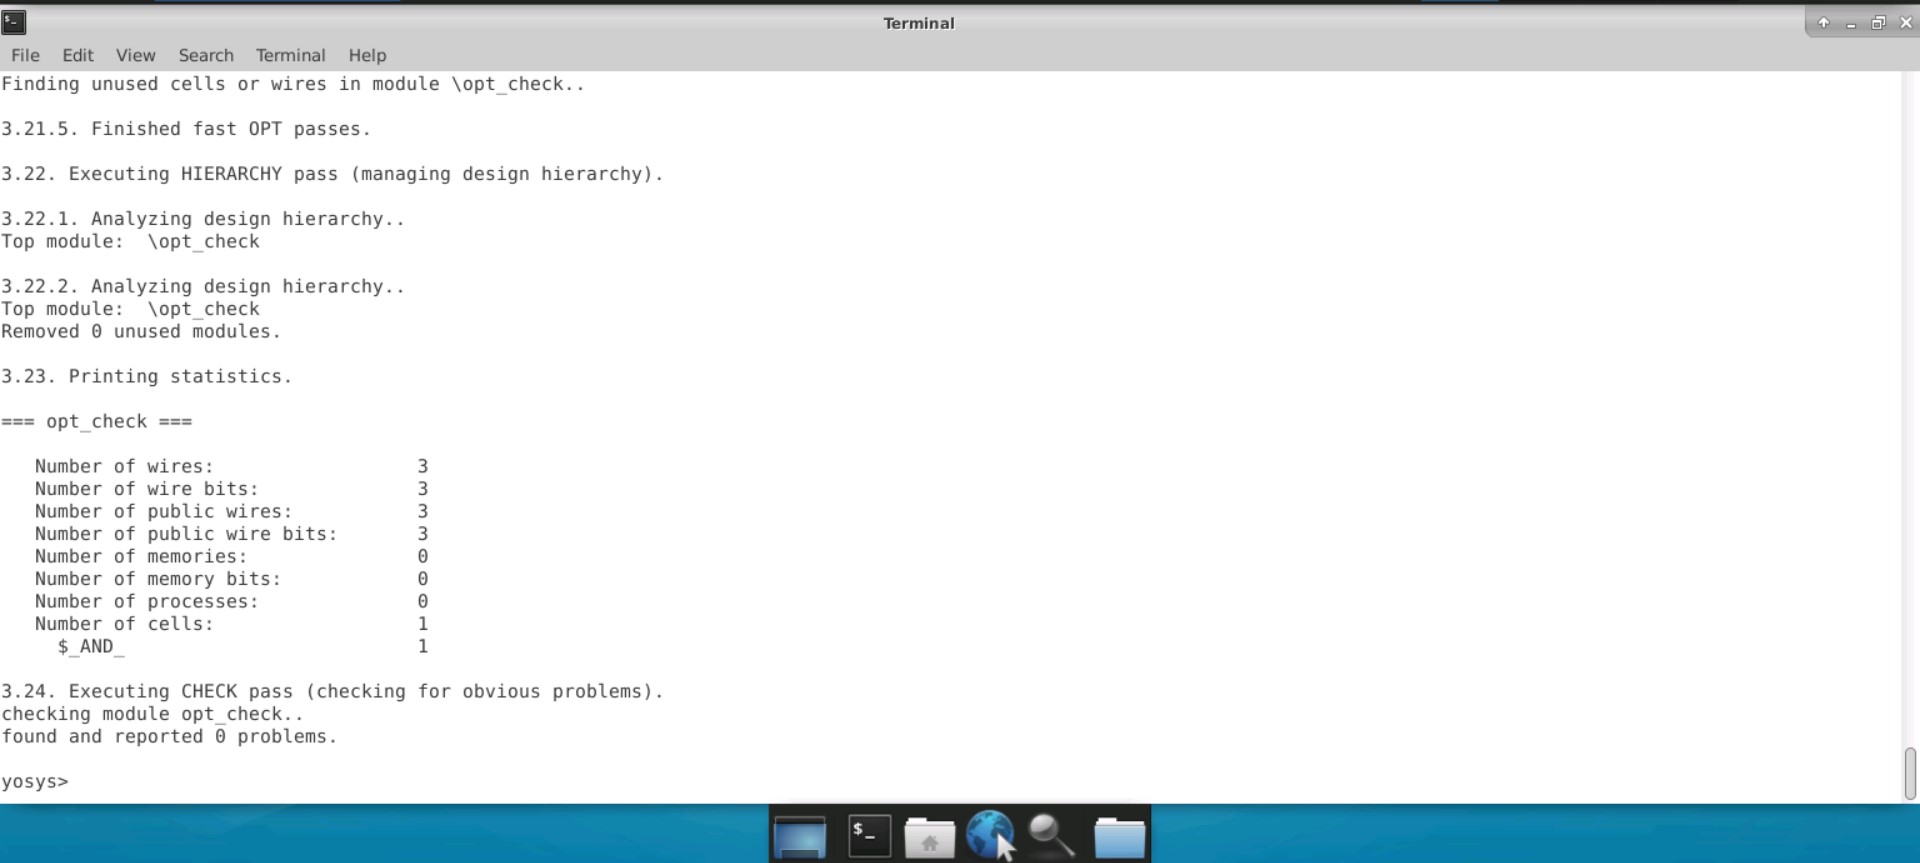 Terminal
File Edit View Search Terminal Help
Finding unused cells or wires in module \opt_check..
3.21.5. Finished fast OPT passes.
3.22. Executing HIERARCHY pass (managing design hierarchy).
3.22.1. Analyzing design hierarchy..
Top module:  \opt_check
3.22.2. Analyzing design hierarchy..
Top module:  \opt_check
Removed 0 unused modules.
3.23. Printing statistics.
=== opt_check ===
Number of wires: 3
Number of wire bits: 3
Number of public wires: 3
Number of public wire bits: 3
Number of memories: 0
Number of memory bits: 0
Number of processes: 0
Number of cells: 1
$_AND_ 1
3.24. Executing CHECK pass (checking for obvious problems).
checking module opt_check..
found and reported 0 problems.
yosys>
$_